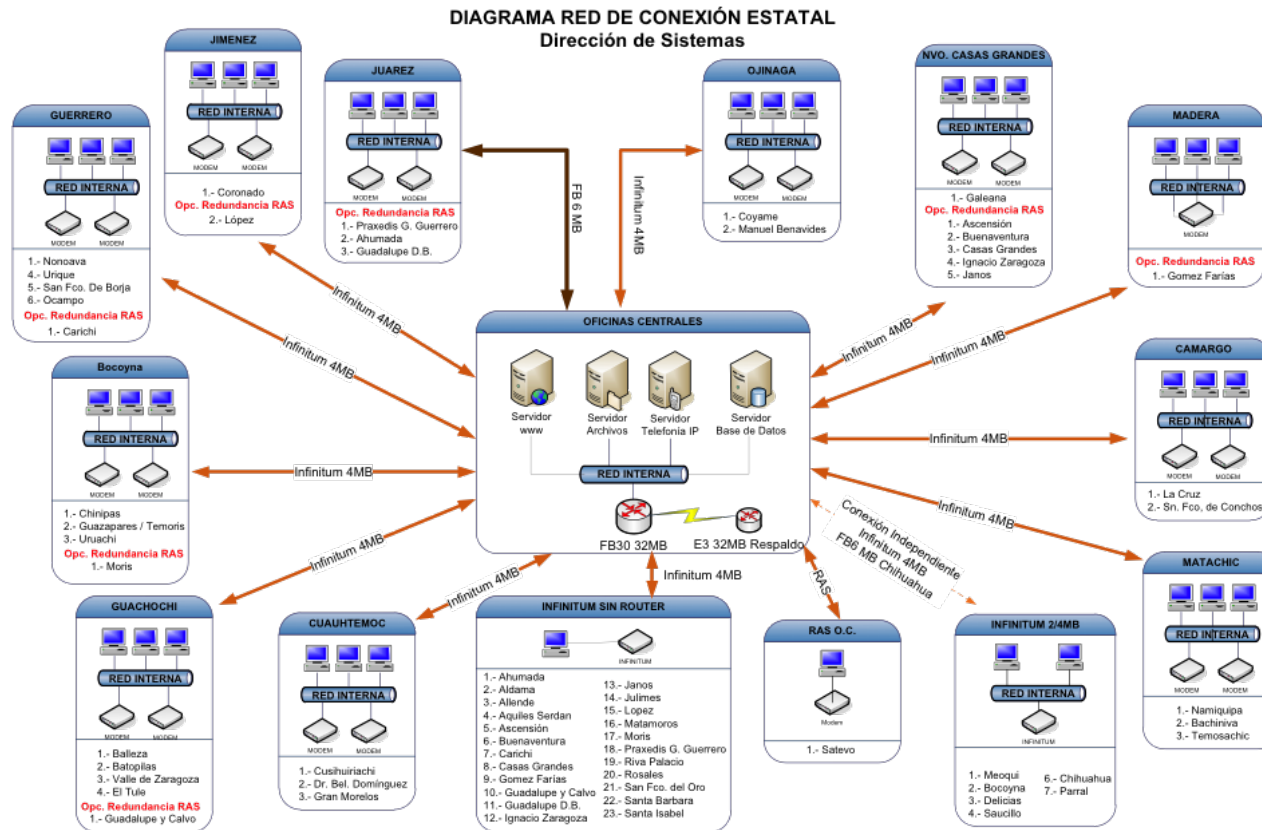 DIAGRAMA RED DE CONEXIÓN ESTATAL
Dirección de Sistemas
JIMENEZ
RED INTERNA
MODEM
MODEM
1.- Coronado
Opc. Redundancia RAS
2.- López
JUAREZ
RED INTERNA
MODEM
MODEM
Opc. Redundancia RAS
1.- Praxedis G. Guerrero
2.- Ahumada
3.- Guadalupe D.B.
OJINAGA
RED INTERNA
MODEM
MODEM
1.- Coyame
2.- Manuel Benavides
NVO. CASAS GRANDES
RED INTERNA
MODEM
MODEM
1.- Galeana
Opc. Redundancia RAS
1.- Ascensión
2.- Buenaventura
3.- Casas Grandes
4.- Ignacio Zaragoza
5.- Janos
MADERA
RED INTERNA
MODEM
Opc. Redundancia RAS
1.- Gomez Farías
GUERRERO
RED INTERNA
MODEM
MODEM
1.- Nonoava
4.- Urique
5.- San Fco. De Borja
6.- Ocampo
Opc. Redundancia RAS
1.- Carichi
FB 6 MB
Infinitum 4MB
Infinitum 4MB
Infinitum 4MB
Infinitum 4MB
Infinitum 4MB
OFICINAS CENTRALES
Servidor
www
Servidor
Archivos
Servidor
Telefonía IP
Servidor
Base de Datos
RED INTERNA
FB30 32MB
E3 32MB Respaldo
Bocoyna
RED INTERNA
MODEM
MODEM
1.- Chinipas
2.- Guazapares / Temoris
3.- Uruachi
Opc. Redundancia RAS
1.- Moris
Infinitum 4MB
Infinitum 4MB
CAMARGO
RED INTERNA
MODEM
MODEM
1.- La Cruz
2.- Sn. Fco. de Conchos
Infinitum 4MB
Infinitum 4MB
Infinitum 4MB
Infinitum 4MB
RAS
Conexión Independiente
Infinitum 4MB
FB6 MB Chihuahua
MATACHIC
RED INTERNA
MODEM
MODEM
1.- Namiquipa
2.- Bachiniva
3.- Temosachic
GUACHOCHI
RED INTERNA
MODEM
MODEM
1.- Balleza
2.- Batopilas
3.- Valle de Zaragoza
4.- El Tule
Opc. Redundancia RAS
1.- Guadalupe y Calvo
CUAUHTEMOC
RED INTERNA
MODEM
MODEM
1.- Cusihuiriachi
2.- Dr. Bel. Domínguez
3.- Gran Morelos
INFINITUM SIN ROUTER
INFINITUM
1.- Ahumada
2.- Aldama
3.- Allende
4.- Aquiles Serdan
5.- Ascensión
6.- Buenaventura
7.- Carichi
8.- Casas Grandes
9.- Gomez Farías
10.- Guadalupe y Calvo
11.- Guadalupe D.B.
12.- Ignacio Zaragoza
13.- Janos
14.- Julimes
15.- Lopez
16.- Matamoros
17.- Moris
18.- Praxedis G. Guerrero
19.- Riva Palacio
20.- Rosales
21.- San Fco. del Oro
22.- Santa Barbara
23.- Santa Isabel
RAS O.C.
Modem
1.- Satevo
INFINITUM 2/4MB
RED INTERNA
INFINITUM
1.- Meoqui
2.- Bocoyna
3.- Delicias
4.- Saucillo
6.- Chihuahua
7.- Parral